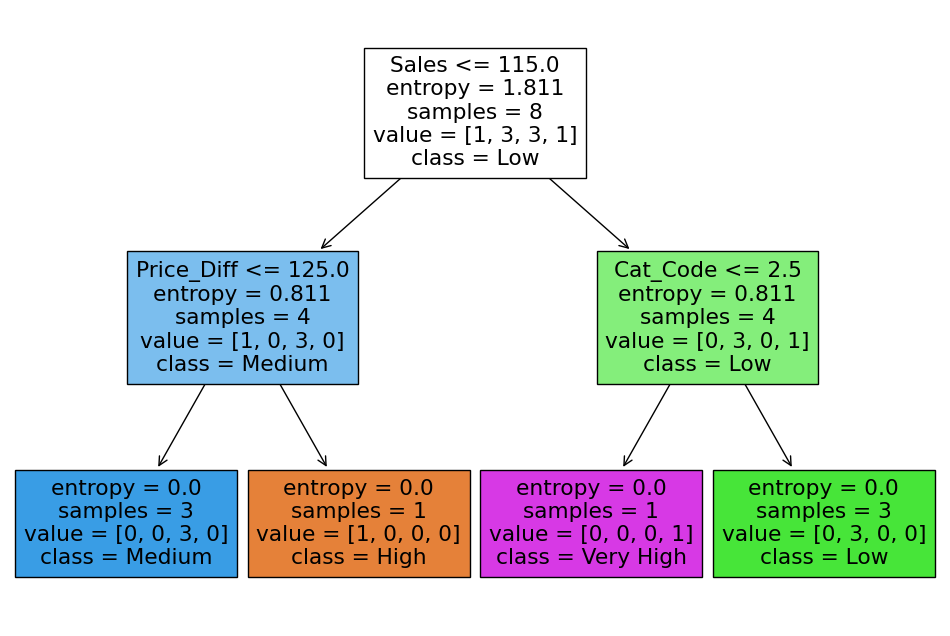 Sales <= 115.0
entropy = 1.811
samples = 8
value = [1, 3, 3, 1]
class = Low
Price_Diff <= 125.0
entropy = 0.811
samples = 4
value = [1, 0, 3, 0]
class = Medium
Cat_Code <= 2.5
entropy = 0.811
samples = 4
value = [0, 3, 0, 1]
class = Low
entropy = 0.0
samples = 3
value = [0, 0, 3, 0]
class = Medium
entropy = 0.0
samples = 1
value = [1, 0, 0, 0]
class = High
entropy = 0.0
samples = 1
value = [0, 0, 0, 1]
class = Very High
entropy = 0.0
samples = 3
value = [0, 3, 0, 0]
class = Low